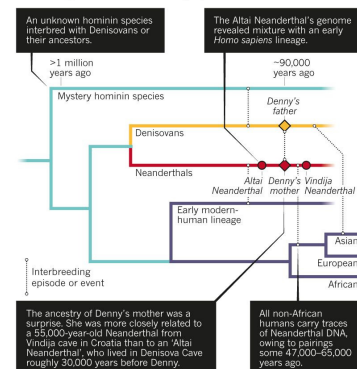 An unknown hominin species
interbred with Denisovans or
their ancestors.
The Altai Neanderthal's genome
revealed mixture with an early
Homo sapiens lineage.
>1 million
years ago
~90,000
years ago
Mystery hominin species
Denny's
father
Denisovans
Neanderthals
Altai
Neanderthal
Denny's
mother
Vindija
Neanderthal
Early modern-
human lineage
Asian
European
African
Interbreeding
episode or event
The ancestry of Denny's mother was a
surprise. She was more closely related to
a 55,000-year-old Neanderthal from
Vindija cave in Croatia than to an 'Altai
Neanderthal', who lived in Denisova Cave
roughly 30,000 years before Denny.
All non-African
humans carry traces
of Neanderthal DNA,
owing to pairings
some 47,000–65,000
years ago.